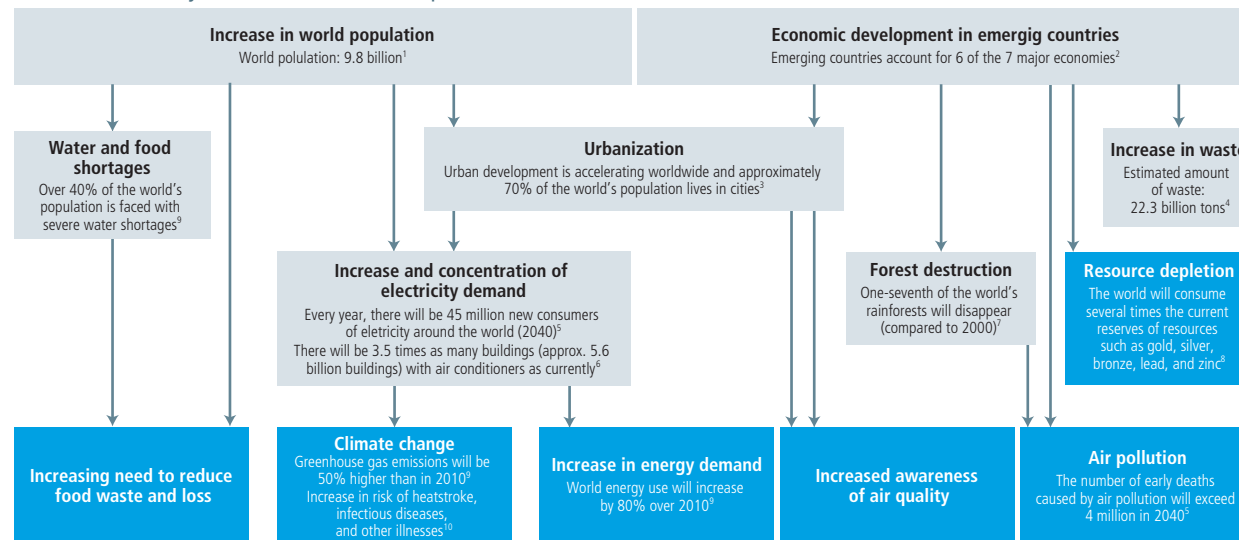 Increase in world population
World polulation: 9.8 billion¹
Economic development in emergig countries
Emerging countries account for 6 of the 7 major economies²
Water and food
shortages
Over 40% of the world's
population is faced with
severe water shortages⁹
Urbanization
Urban development is accelerating worldwide and approximately
70% of the world's population lives in cities³
Increase in waste
Estimated amount
of waste:
22.3 billion tons⁴
Increase and concentration of
electricity demand
Every year, there will be 45 million new consumers
of eletricity around the world (2040)⁵
There will be 3.5 times as many buildings (approx. 5.6
billion buildings) with air conditioners as currently⁶
Forest destruction
One-seventh of the world's
rainforests will disappear
(compared to 2000)⁷
Resource depletion
The world will consume
several times the current
reserves of resources
such as gold, silver,
bronze, lead, and zinc⁸
Increasing need to reduce
food waste and loss
Climate change
Greenhouse gas emissions will be
50% higher than in 2010⁹
Increase in risk of heatstroke,
infectious diseases,
and other illnesses¹⁰
Increase in energy demand
World energy use will increase
by 80% over 2010⁹
Increased awareness
of air quality
Air pollution
The number of early deaths
caused by air pollution will exceed
4 million in 2040⁵